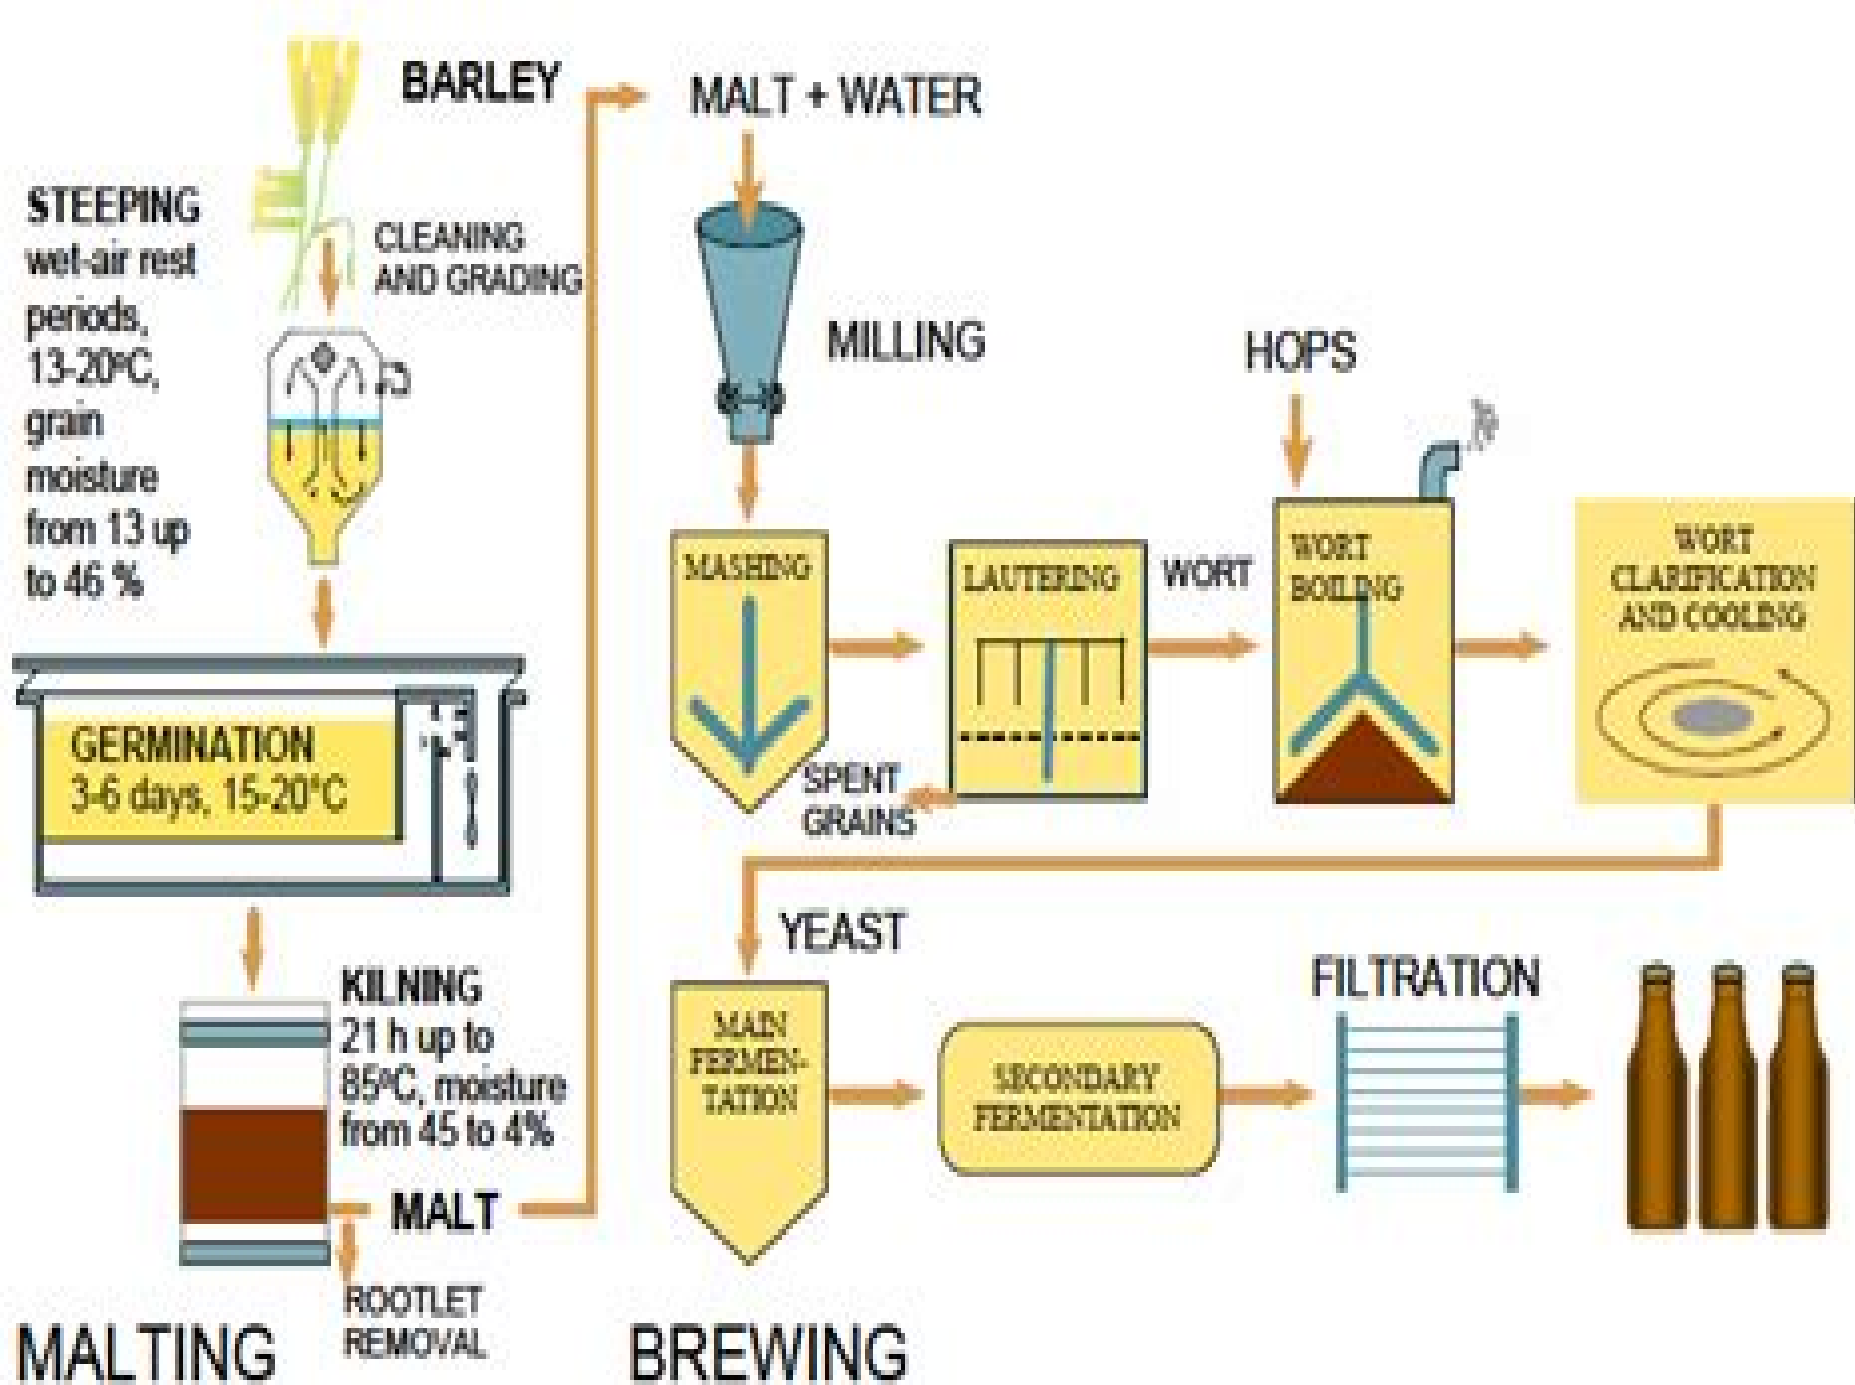 BARLEY
STEEPING
wet-air rest
periods,
13-20ºC,
grain
moisture
from 13 up
to 46 %
CLEANING
AND GRADING
GERMINATION
3-6 days, 15-20°C
KILNING
21 h up to
85ºC, moisture
from 45 to 4%
MALT
ROOTLET
REMOVAL
MALTING
MALT + WATER
MILLING
MASHING
LAUTERING
SPENT
GRAINS
WORT
HOPS
WORT
BOILING
WORT
CLARIFICATION
AND COOLING
YEAST
MAIN
FERMEN-
TATION
SECONDARY
FERMENTATION
FILTRATION
BREWING